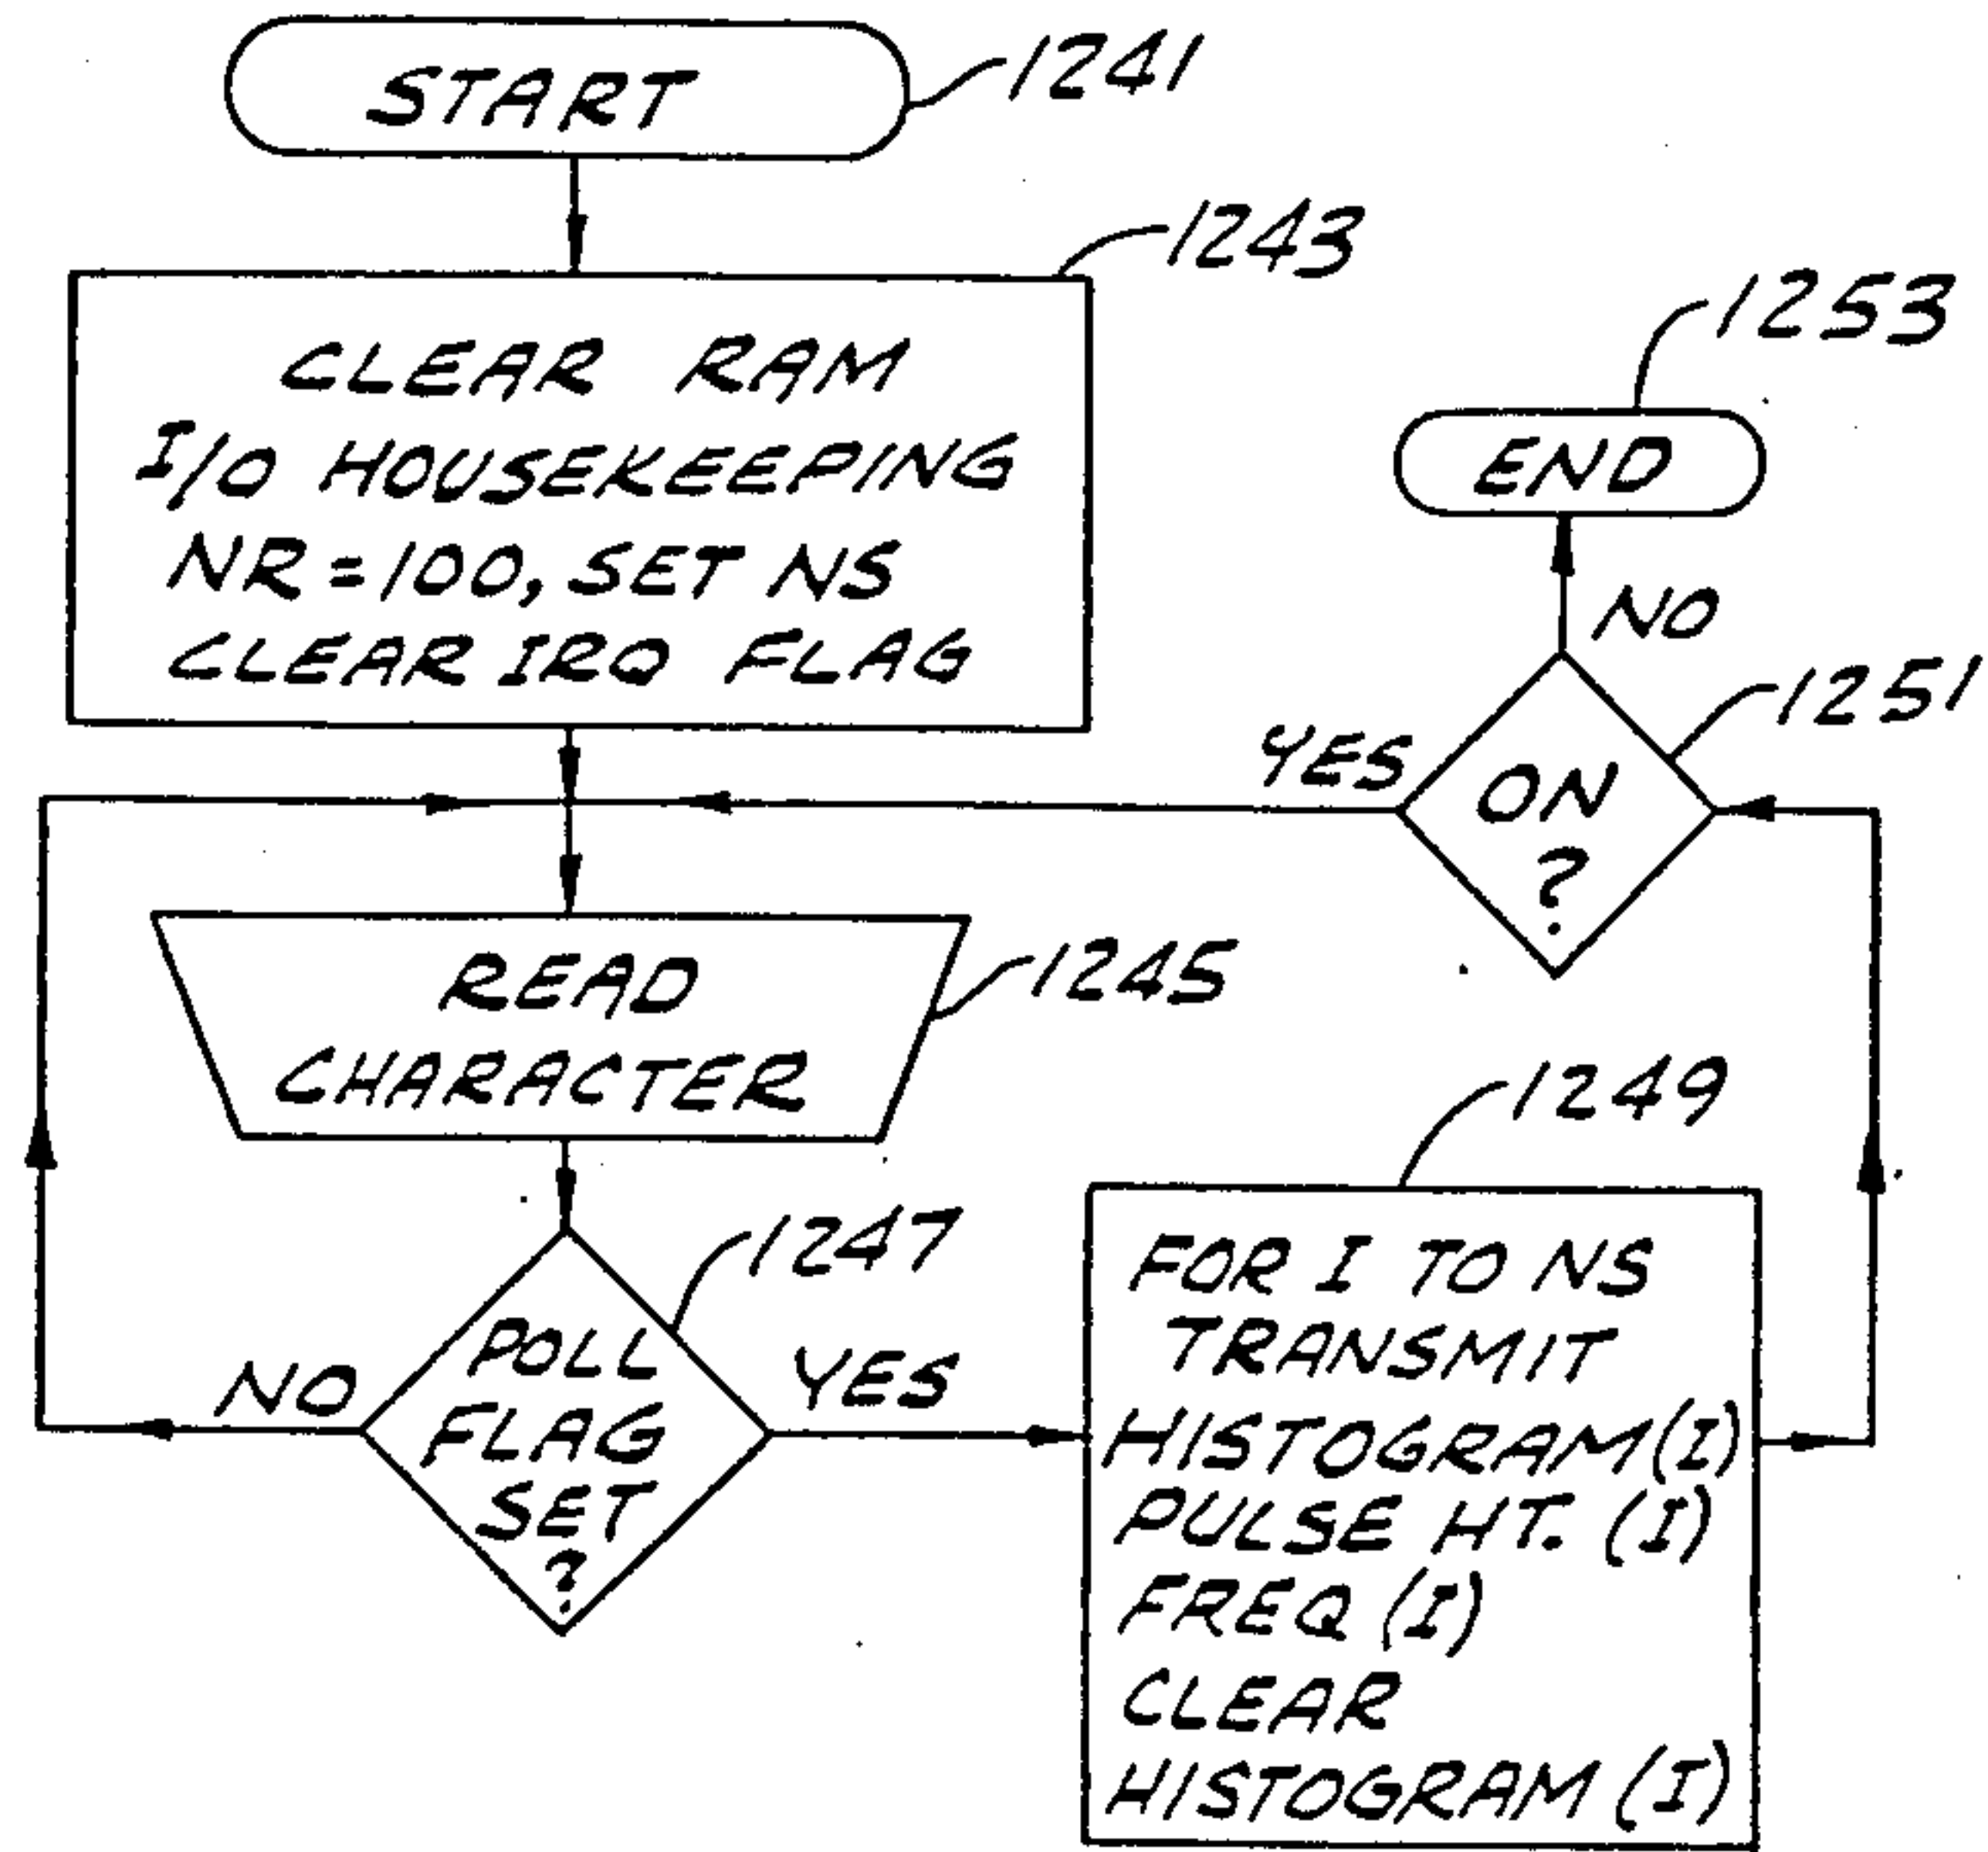 START
1241
1243
CLEAR RAM
I/O HOUSEKEEPING
NR=100, SET NS
CLEAR IRQ FLAG
1253
END
NO
1251
YES
ON
?
READ
CHARACTER
1245
1247
POLL
FLAG
SET
?
NO
YES
1249
FOR I TO NS
TRANSMIT
HISTOGRAM(I)
PULSE HT. (I)
FREQ (I)
CLEAR
HISTOGRAM (I)